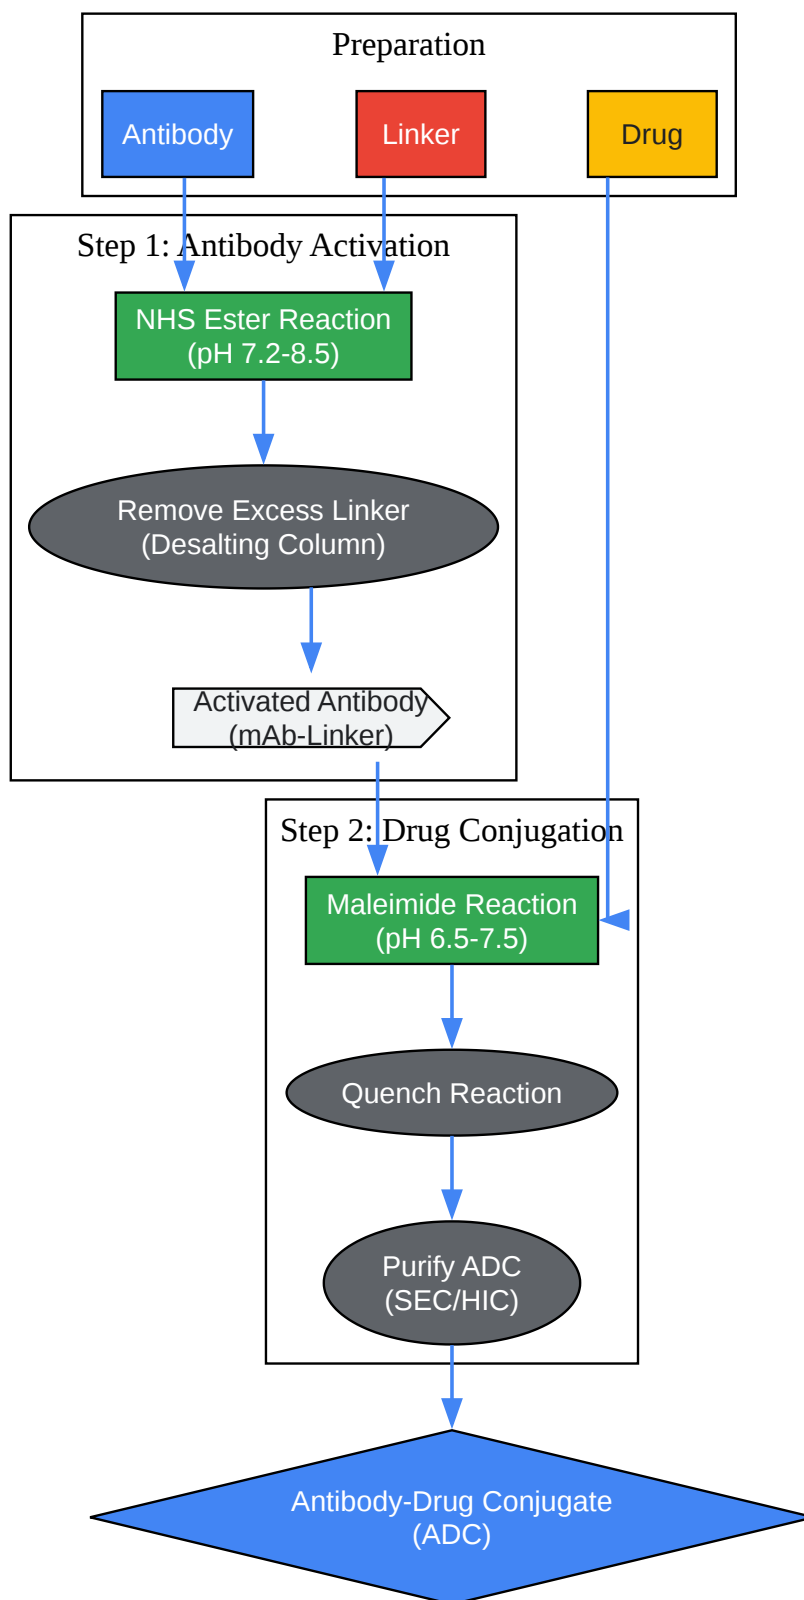 Preparation
Antibody
Linker
Drug
Step 1: Antibody Activation
NHS Ester Reaction
(pH 7.2-8.5)
Remove Excess Linker
(Desalting Column)
Activated Antibody
(mAb-Linker)
Step 2: Drug Conjugation
Maleimide Reaction
(pH 6.5-7.5)
Quench Reaction
Purify ADC
(SEC/HIC)
Antibody-Drug Conjugate
(ADC)